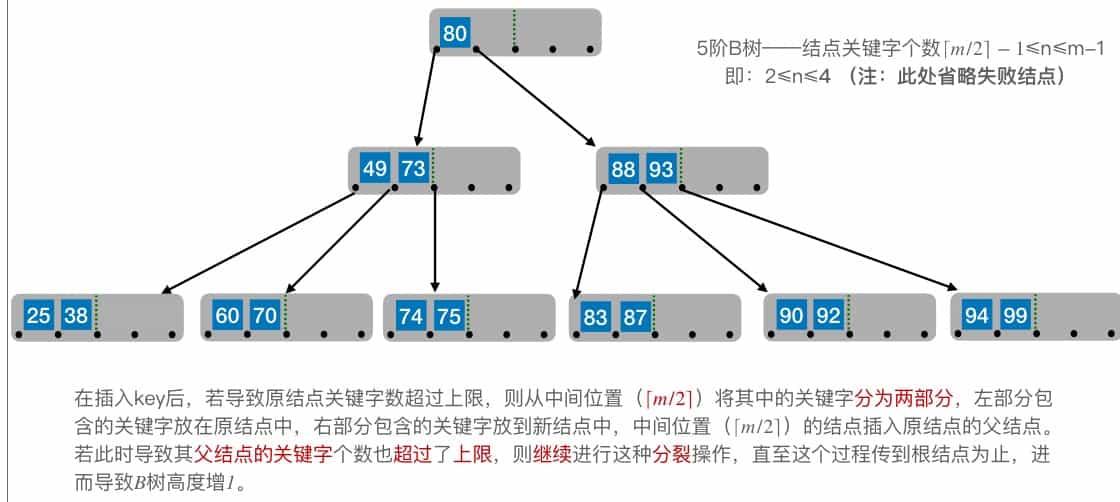 80
5阶B树——结点关键字个数⌈m/2⌉ − 1≤n≤m–1
即：2≤n≤4 （注：此处省略失败结点）
49 73
88 93
25 38
60 70
74 75
83 87
90 92
94 99
在插入key后，若导致原结点关键字数超过上限，则从中间位置（⌈m/2⌉）将其中的关键字分为两部分，左部分包
含的关键字放在原结点中，右部分包含的关键字放到新结点中，中间位置（⌈m/2⌉）的结点插入原结点的父结点。
若此时导致其父结点的关键字个数也超过了上限，则继续进行这种分裂操作，直至这个过程传到根结点为止，进
而导致B树高度增1。